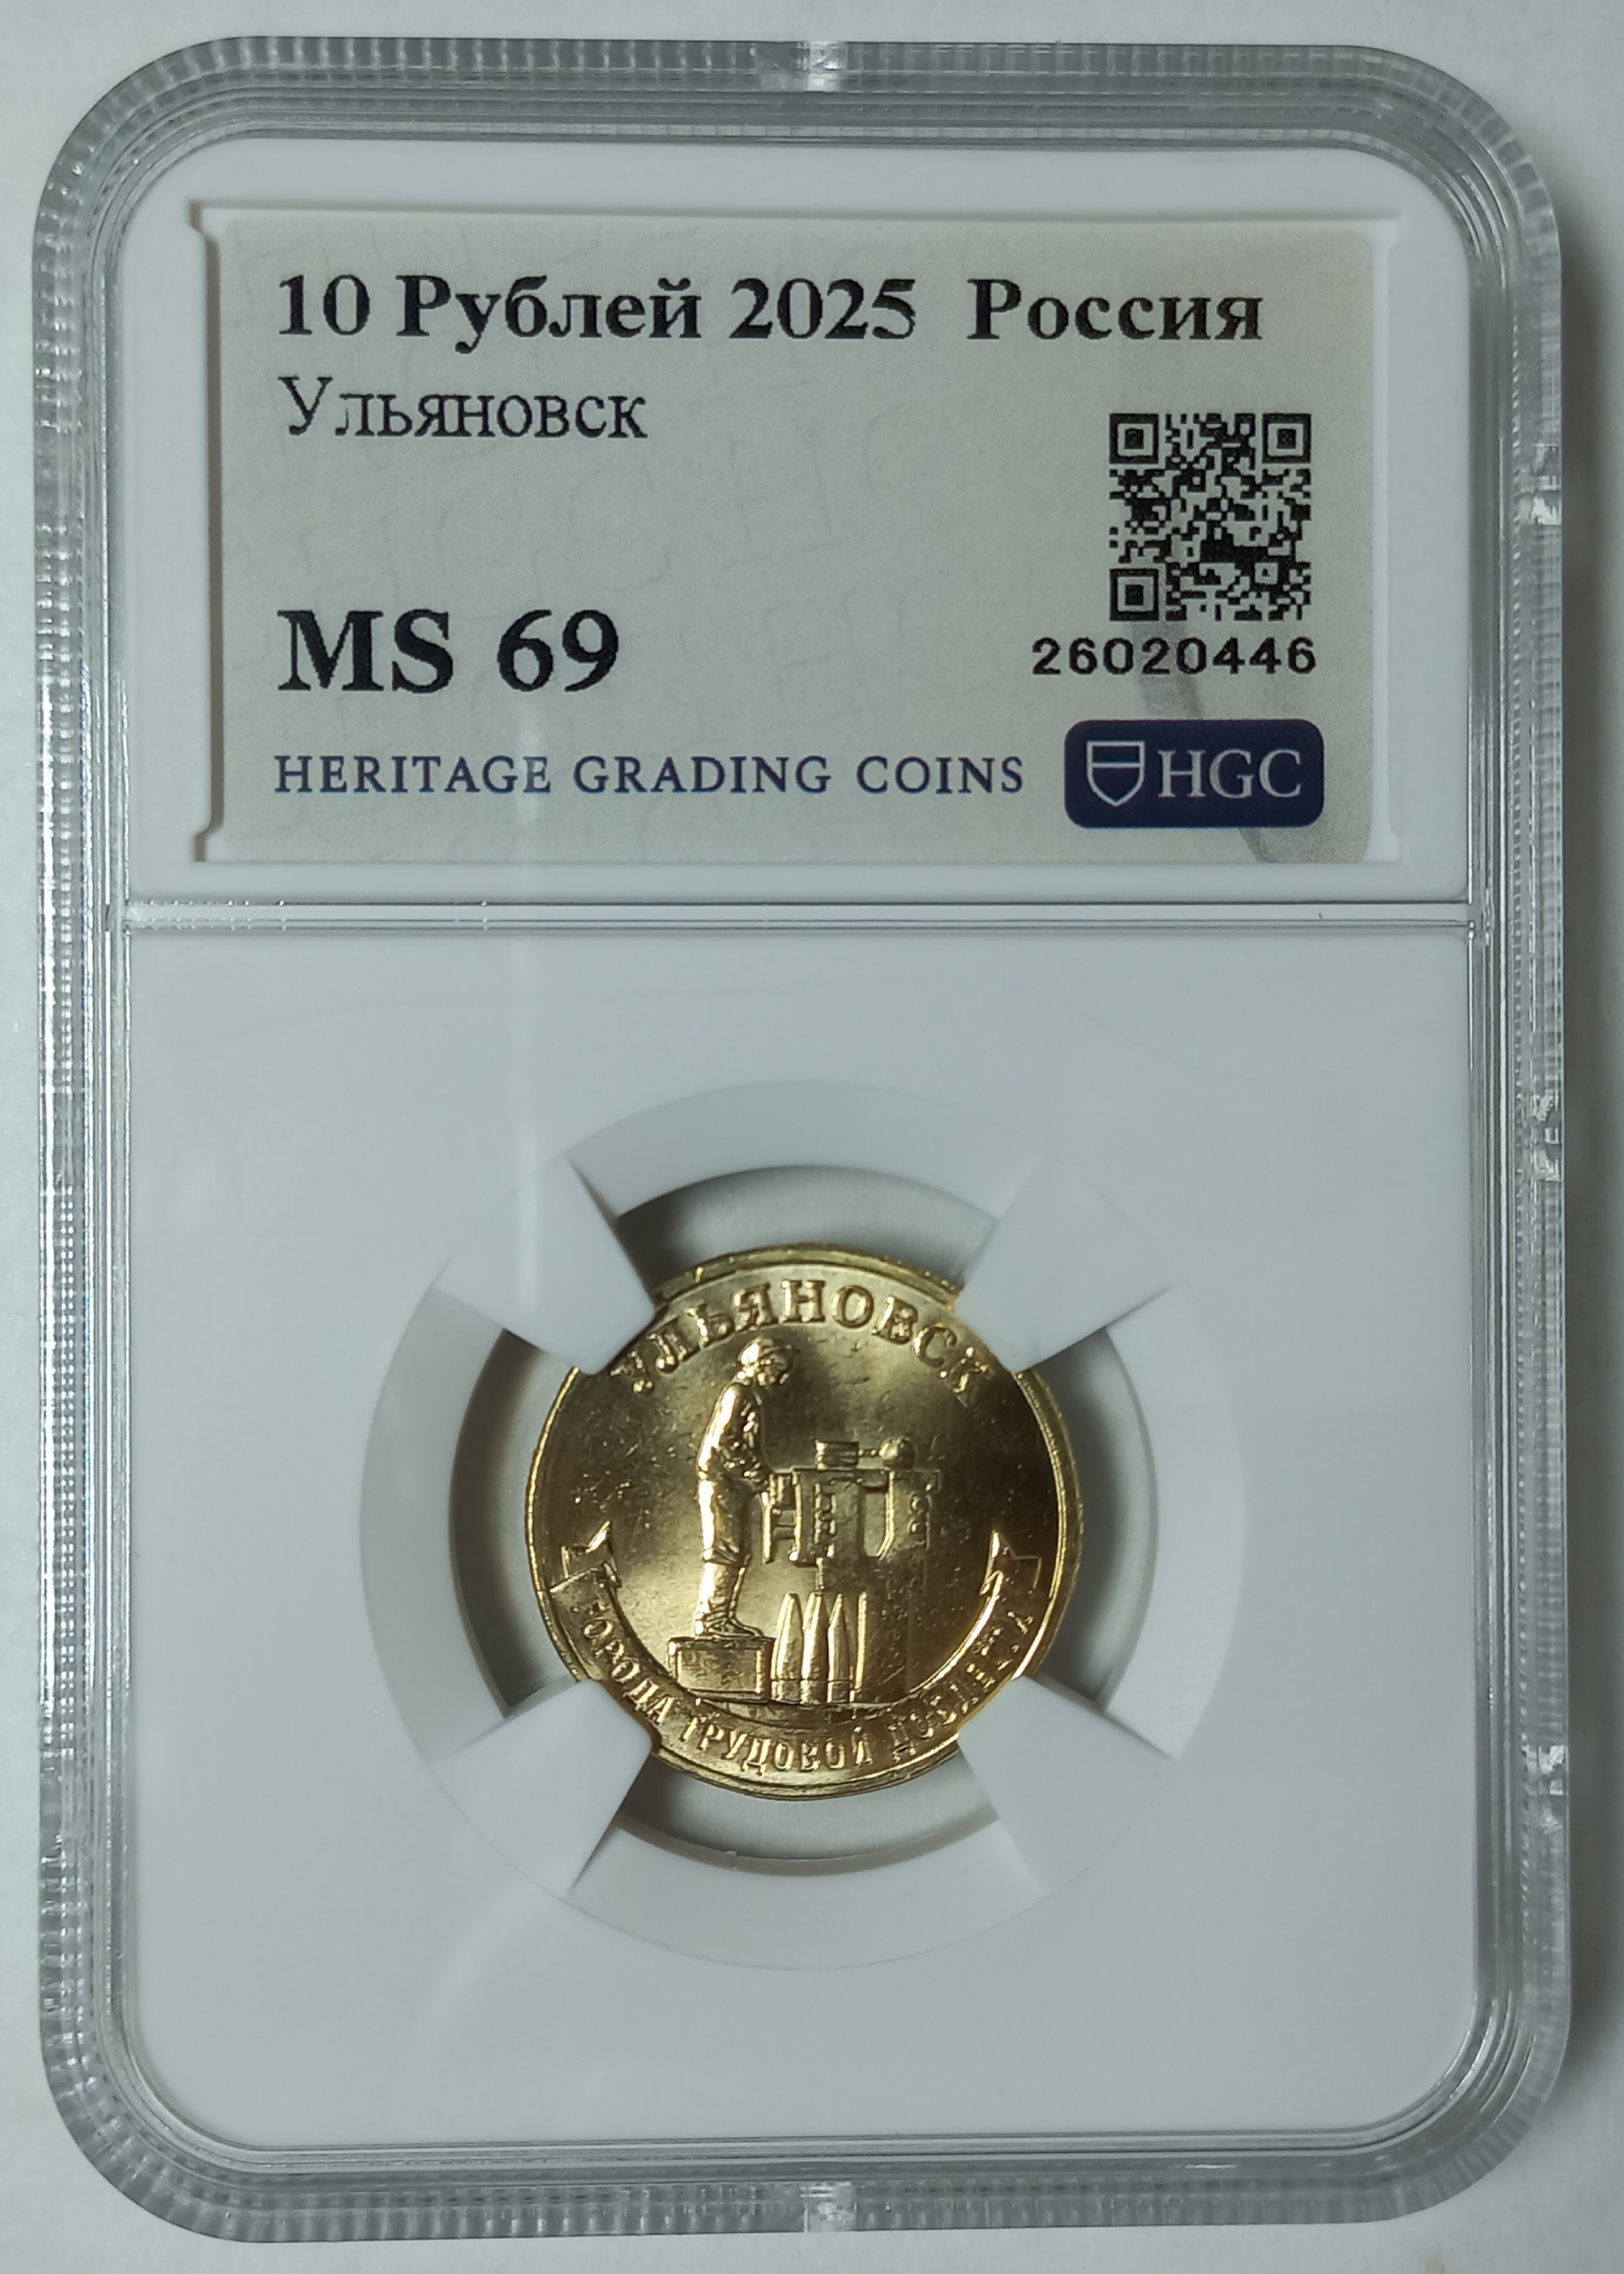 10 Рублей 2025 Россия
Ульяновск
MS 69
26020446
HERITAGE GRADING COINS
HGC
УЛЬЯНОВСК
ГОРОДА ТРУДОВОЙ ДОБЛЕСТИ